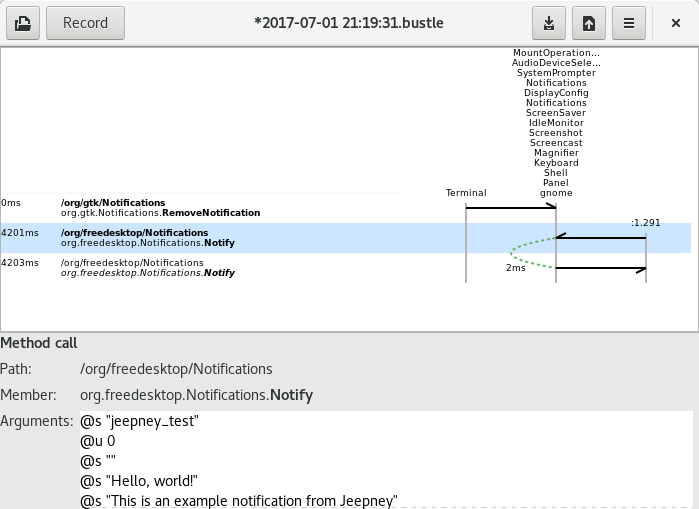 Record
*2017-07-01 21:19:31.bustle
MountOperation...
AudioDeviceSele...
SystemPrompter
Notifications
DisplayConfig
Notifications
ScreenSaver
IdleMonitor
Screenshot
Screencast
Magnifier
Keyboard
Shell
Panel
Terminal gnome
0ms /org/gtk/Notifications
org.gtk.Notifications.RemoveNotification
:1.291
4201ms /org/freedesktop/Notifications
org.freedesktop.Notifications.Notify
4203ms /org/freedesktop/Notifications
2ms
org.freedesktop.Notifications.Notify
Method call
Path: /org/freedesktop/Notifications
Member: org.freedesktop.Notifications.Notify
Arguments: @s "jeepney_test"
@u 0
@s ""
@s "Hello, world!"
@s "This is an example notification from Jeepney"